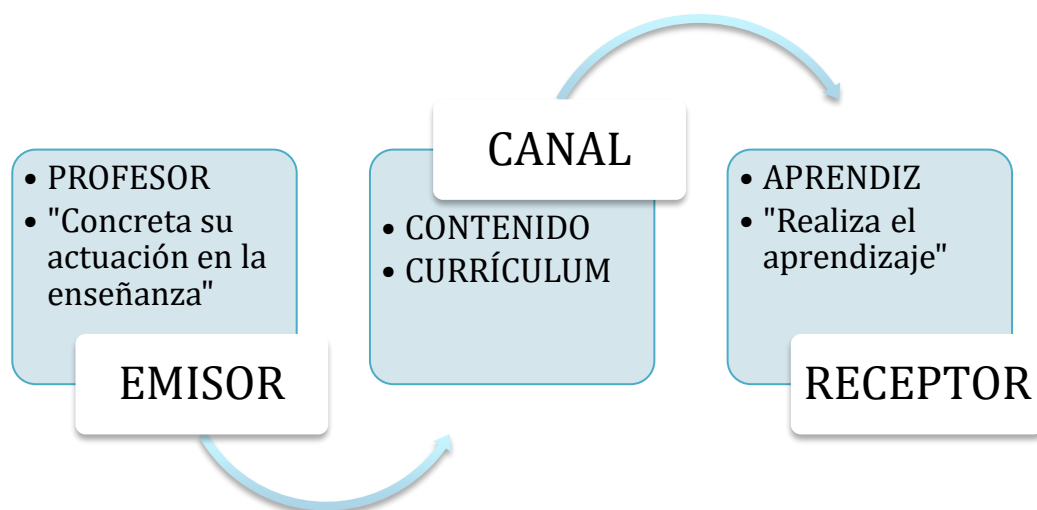 • PROFESOR
• "Concreta su
actuación en la
enseñanza"
EMISOR
CANAL
• CONTENIDO
• CURRÍCULUM
• APRENDIZ
• "Realiza el
aprendizaje"
RECEPTOR